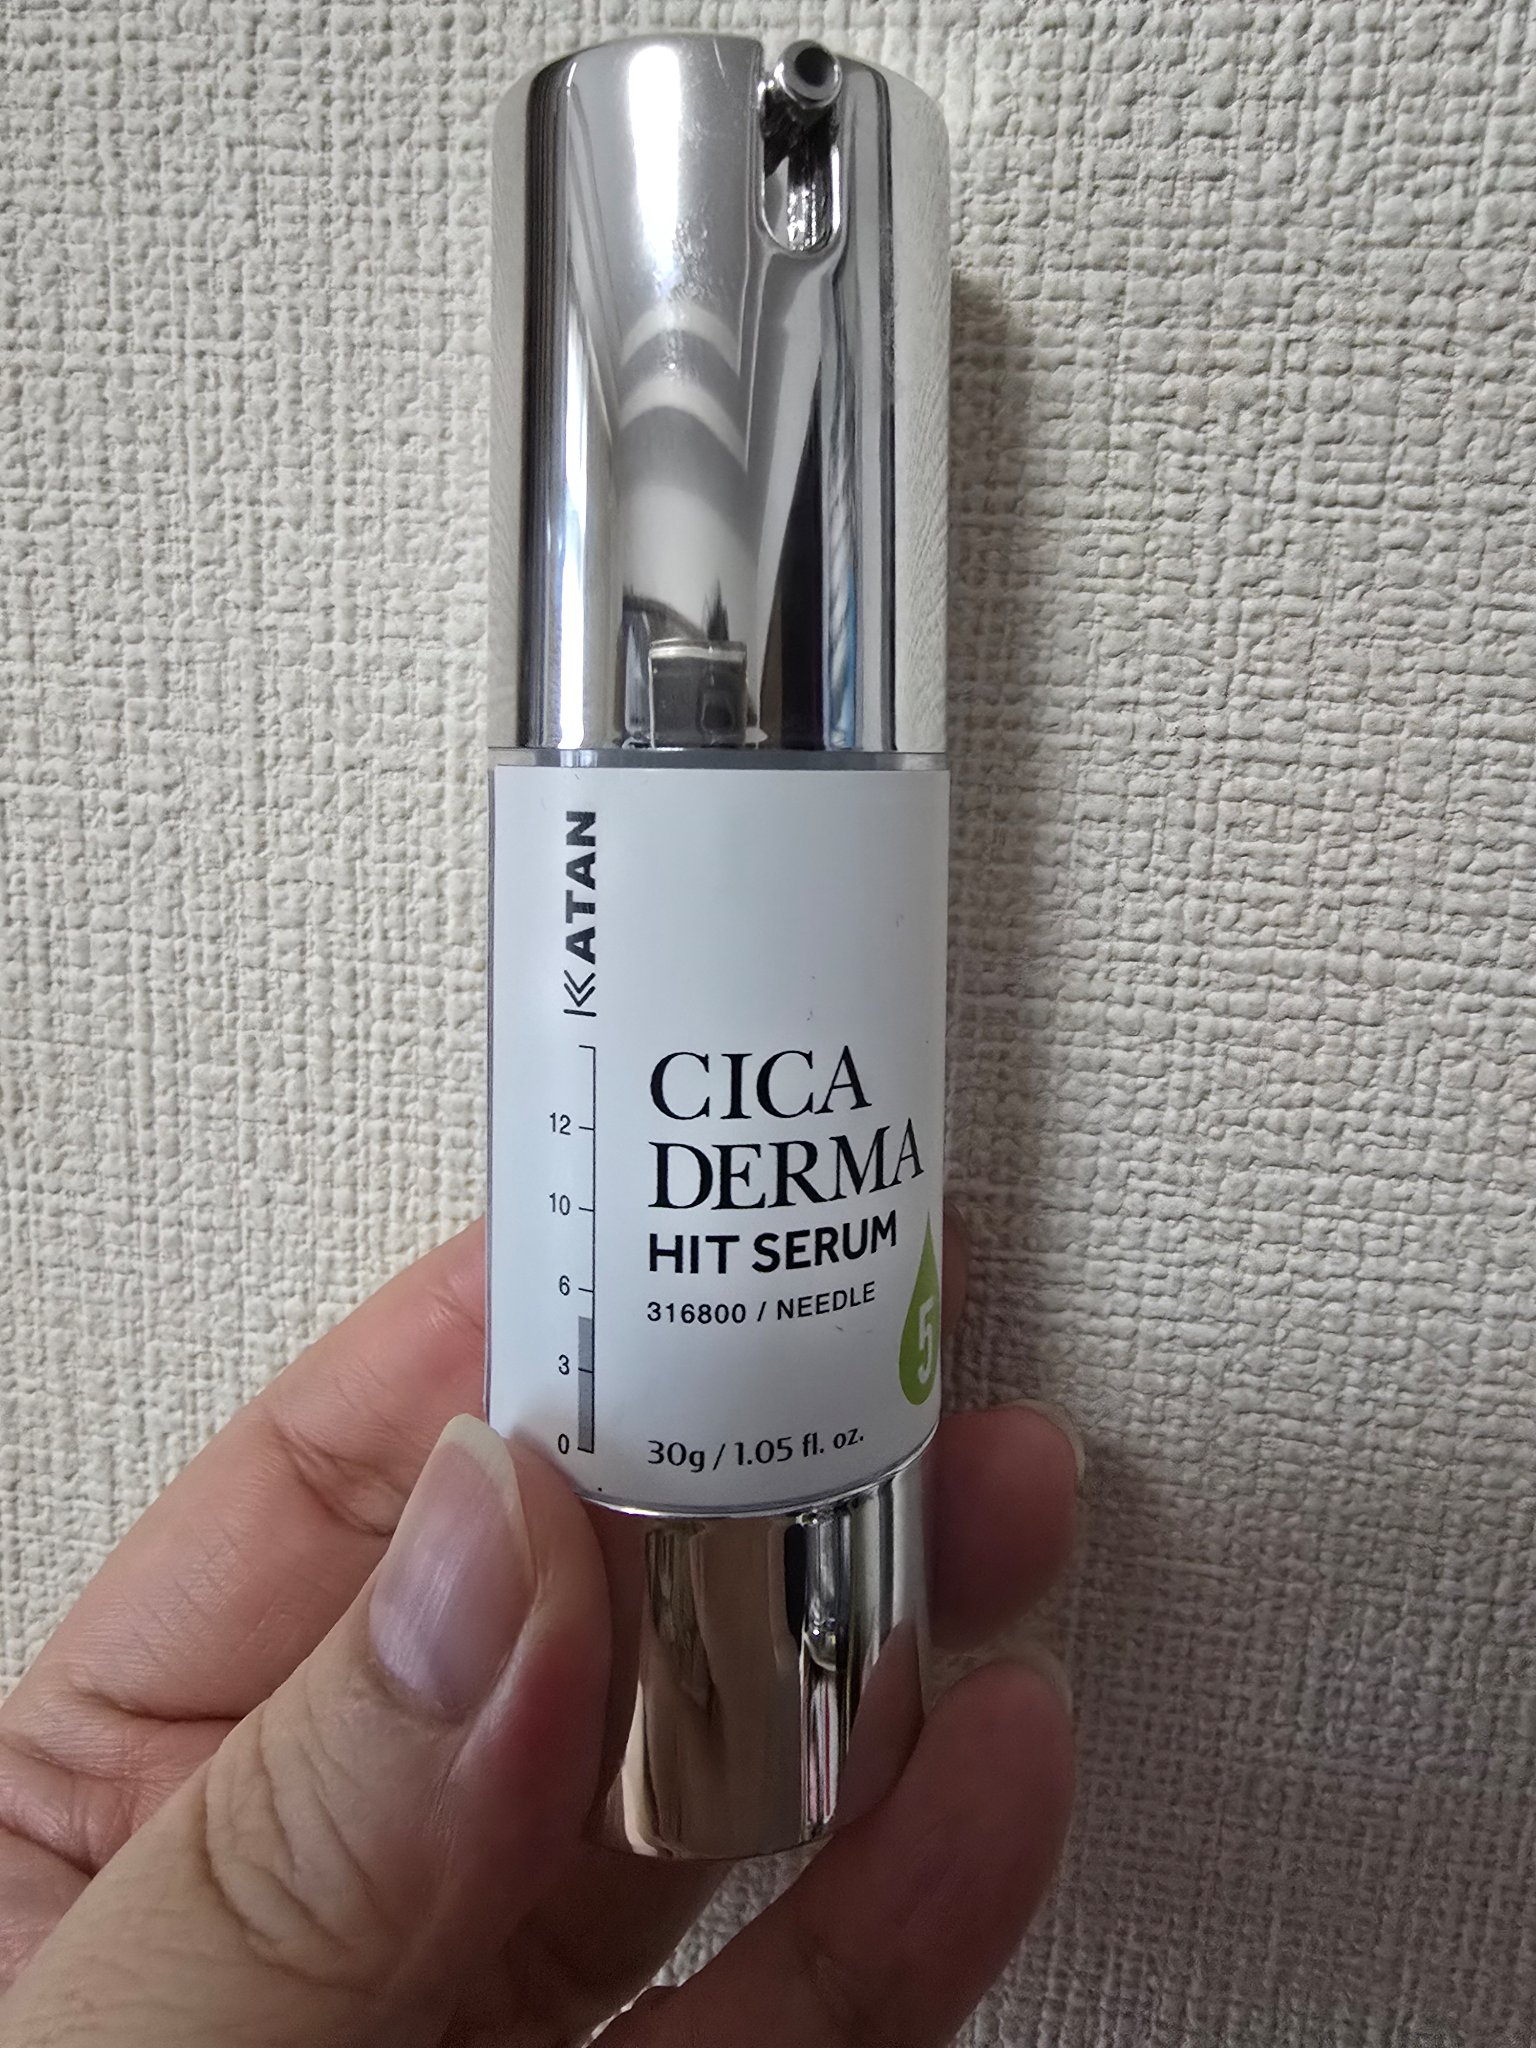 KATAN
12
10
6
3
0
CICA
DERMA
HIT SERUM
316800 / NEEDLE
5
30g / 1.05 fl. oz.